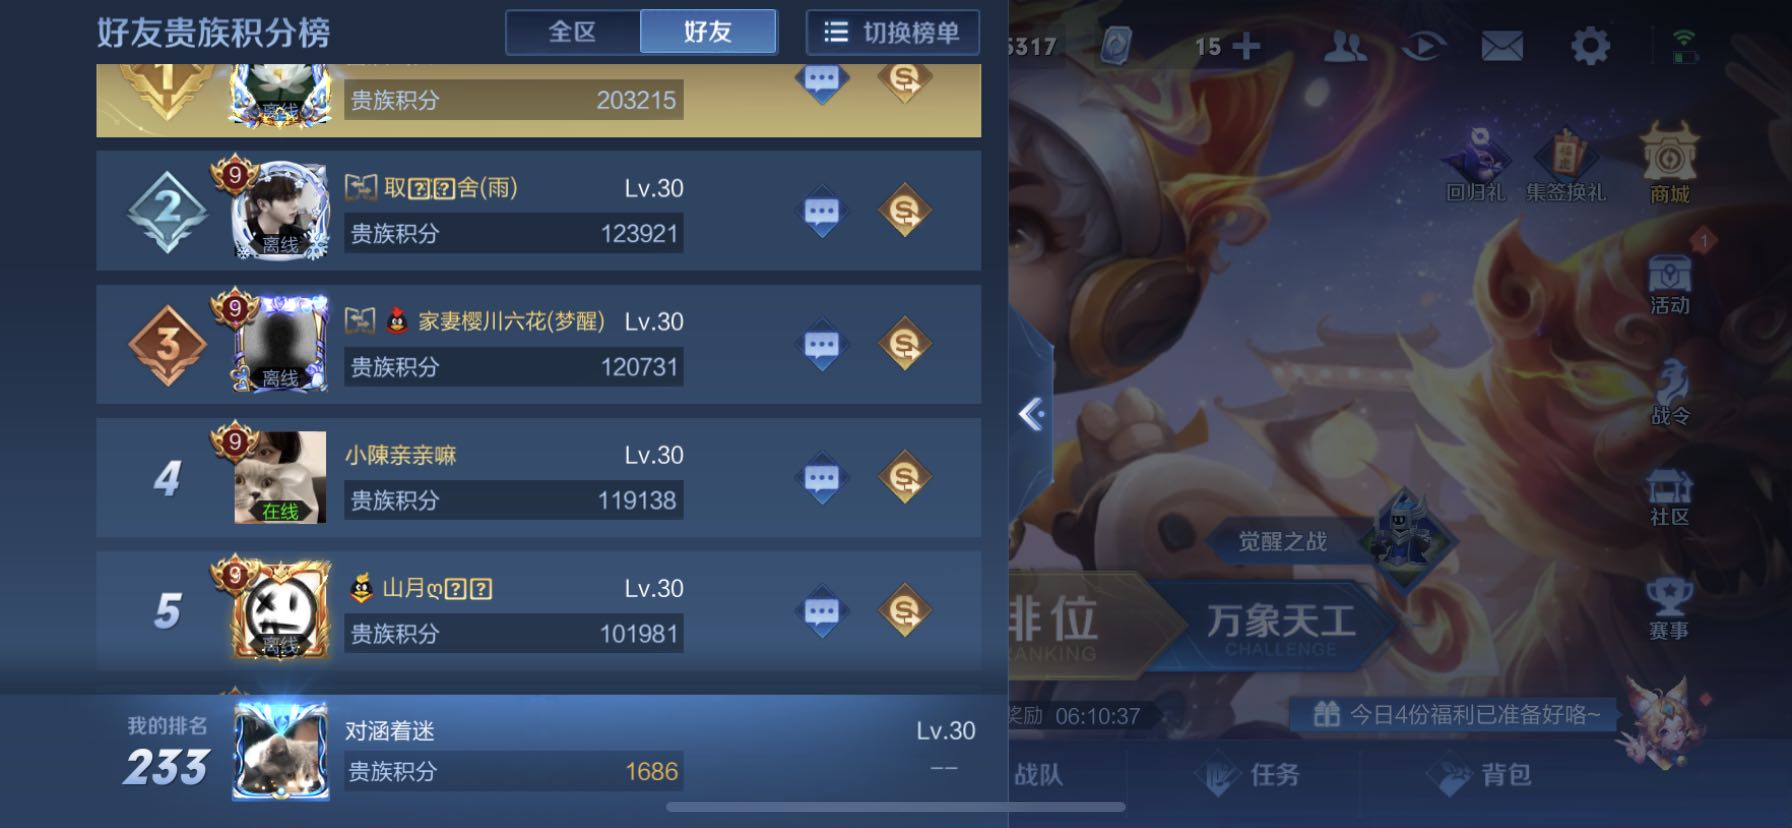 好友贵族积分榜
全区
好友
切换榜单
5317
15
1
离线
贵族积分
203215
2
9
离线
取舍(雨)
Lv.30
贵族积分
123921
3
9
离线
家妻樱川六花(梦醒)
Lv.30
贵族积分
120731
4
9
在线
小陳亲亲嘛
Lv.30
贵族积分
119138
5
9
离线
山月ღ
Lv.30
贵族积分
101981
我的排名
233
对涵着迷
Lv.30
贵族积分
1686
--
回归礼
集签换礼
商城
福虎
1
活动
战令
社区
赛事
觉醒之战
排位
RANKING
万象天工
CHALLENGE
奖励 06:10:37
今日4份福利已准备好咯~
战队
任务
背包